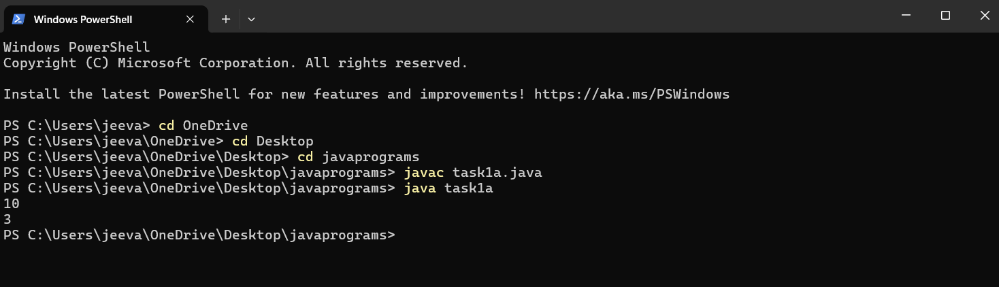 Windows PowerShell
Windows PowerShell
Copyright (C) Microsoft Corporation. All rights reserved.
Install the latest PowerShell for new features and improvements! https://aka.ms/PSWindows
PS C:\Users\jeeva> cd OneDrive
PS C:\Users\jeeva\OneDrive> cd Desktop
PS C:\Users\jeeva\OneDrive\Desktop> cd javaprograms
PS C:\Users\jeeva\OneDrive\Desktop\javaprograms> javac task1a.java
PS C:\Users\jeeva\OneDrive\Desktop\javaprograms> java task1a
10
3
PS C:\Users\jeeva\OneDrive\Desktop\javaprograms>